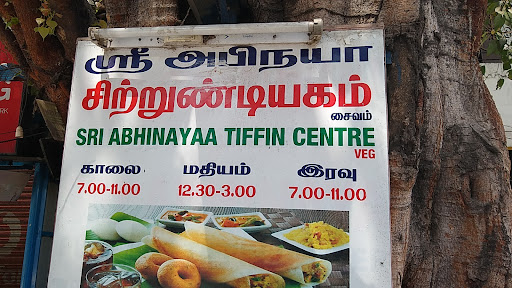 ஸ்ரீ அபிநயா
சிற்றுண்டியகம்
சைவம்
SRI ABHINAYAA TIFFIN CENTRE
VEG
காலை மதியம் இரவு
7.00-11.00 12.30-3.00 7.00-11.00